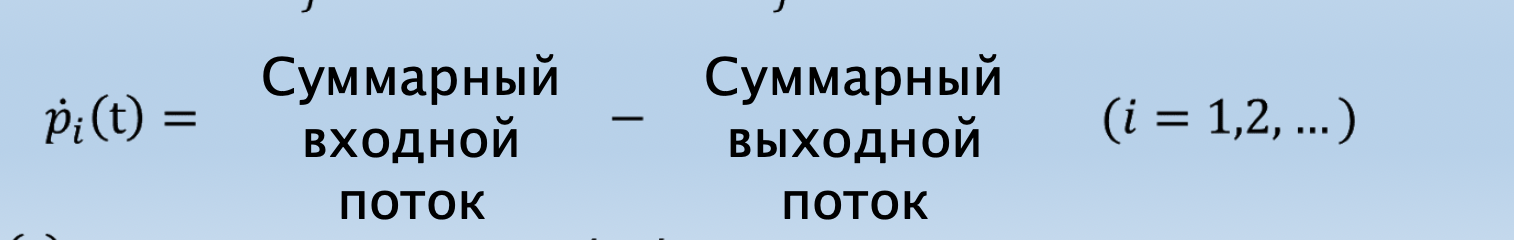 ṗᵢ(t) = Суммарный входной поток − Суммарный выходной поток (i = 1,2, … )